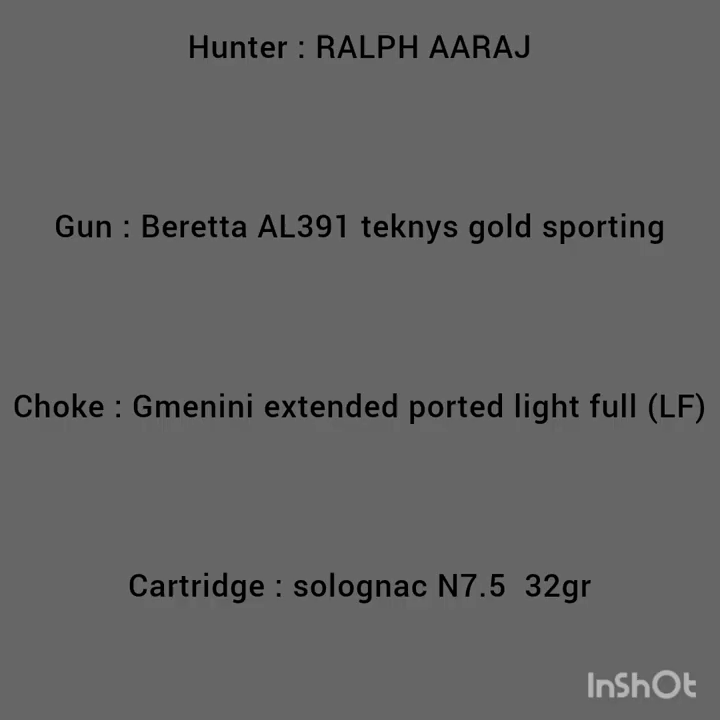 Hunter : RALPH AARAJ
Gun : Beretta AL391 teknys gold sporting
Choke : Gmenini extended ported light full (LF)
Cartridge : solognac N7.5  32gr
InShOt